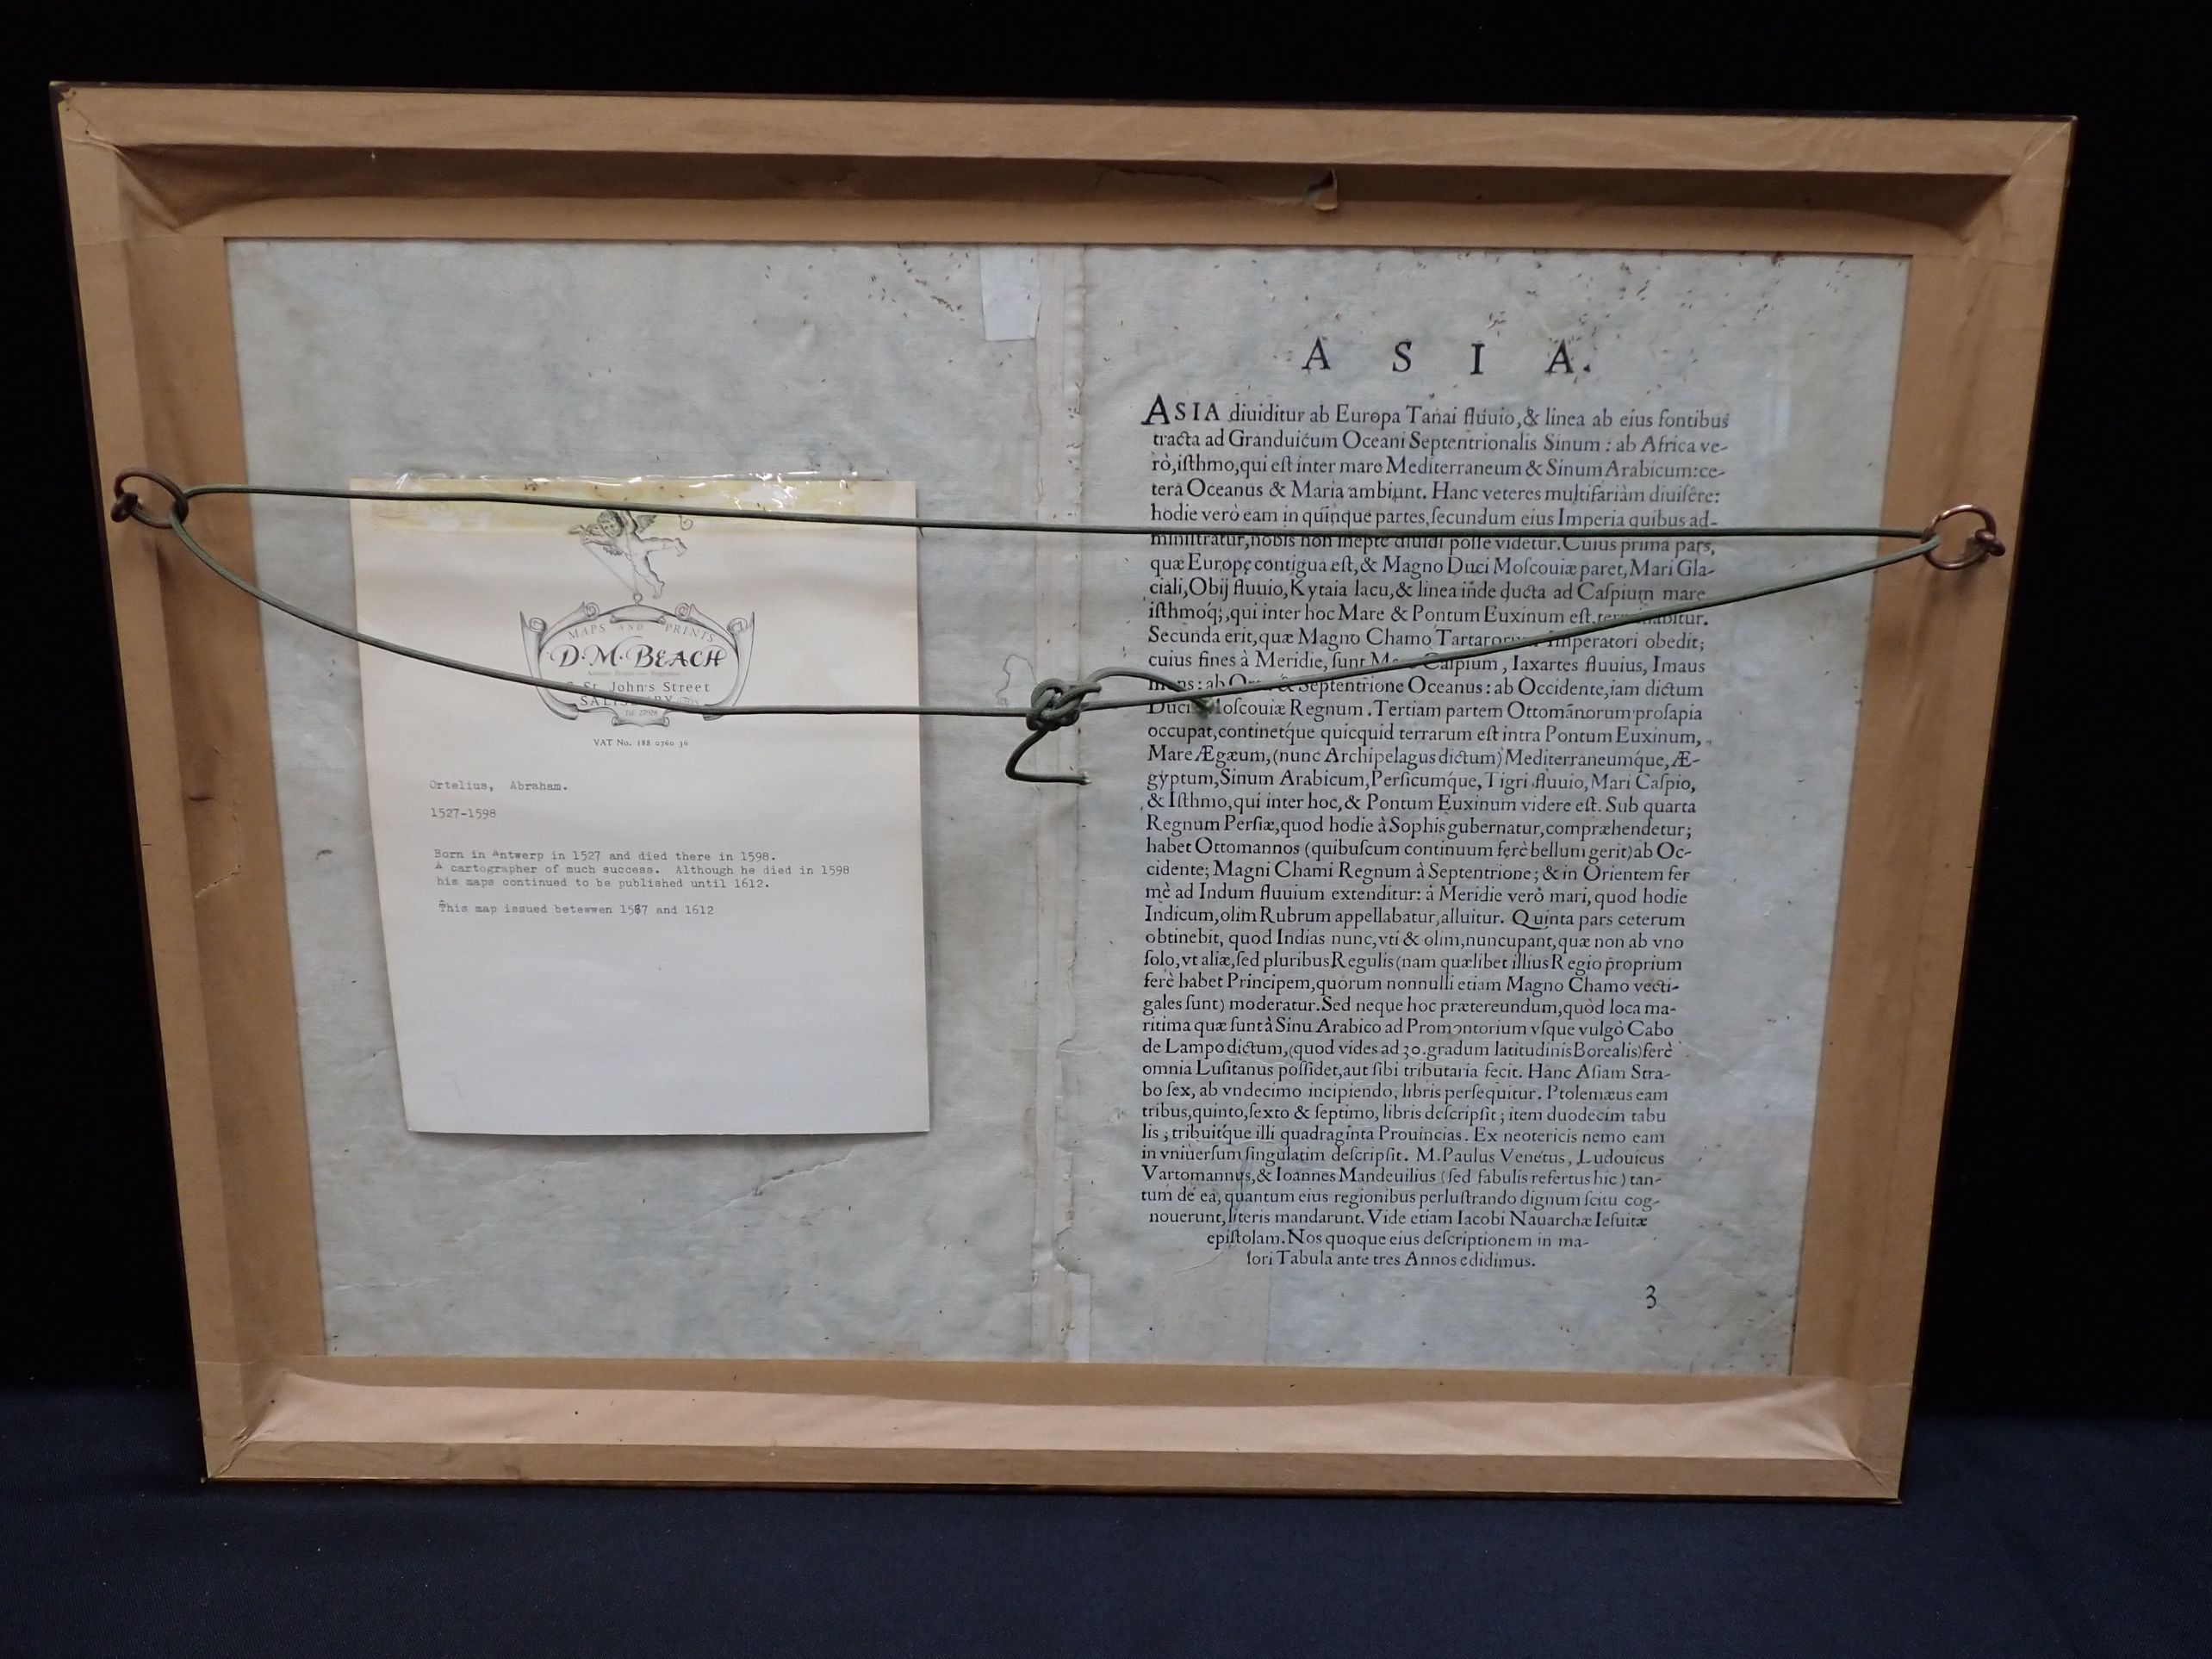 MAPS AND PRINTS
D. M. BEACH
St. John's Street
SALISBURY
VAT No. 188 0760 36
Ortelius, Abraham.
1527-1598
Born in Antwerp in 1527 and died there in 1598.
A cartographer of much success. Although he died in 1598
his maps continued to be published until 1612.
This map issued betewwen 1567 and 1612
A S I A.
ASIA diuiditur ab Europa Tanai fluuio,& linea ab eius fontibus
tracta ad Granduicum Oceani Septentrionalis Sinum : ab Africa ve-
rò,iſthmo,qui eſt inter mare Mediterraneum & Sinum Arabicum:ce-
tera Oceanus & Maria ambiunt. Hanc veteres multifariàm diuiſêre:
hodie verò eam in quinque partes,ſecundum eius Imperia quibus ad-
miniſtratur,nobis non ineptè diuidi poſſe videtur.Cuius prima pars,
quæ Europę contigua eſt,& Magno Duci Moſcouiæ paret, Mari Gla-
ciali,Obij fluuio,Kytaia lacu,& linea inde ducta ad Caſpium mare
iſthmoq́;,qui inter hoc Mare & Pontum Euxinum eſt,terminabitur.
Secunda erit,quæ Magno Chamo Tartarorum Imperatori obedit;
cuius fines à Meridie, ſunt Mare Caſpium , Iaxartes fluuius, Imaus
mons: ab Ortu & Septentrione Oceanus: ab Occidente,iam dictum
Ducis Moſcouiæ Regnum . Tertiam partem Ottomãnorum proſapia
occupat,continetq́ue quicquid terrarum eſt intra Pontum Euxinum,
Mare Ægæum, (nunc Archipelagus dictum) Mediterraneumq́ue, Æ-
gyptum,Sinum Arabicum,Perſicumq́ue, Tigri fluuio, Mari Caſpio,
& Iſthmo,qui inter hoc,& Pontum Euxinum videre eſt. Sub quarta
Regnum Perſiæ,quod hodie à Sophis gubernatur,compræhendetur;
habet Ottomannos (quibuſcum continuum ferè bellum gerit)ab Oc-
cidente; Magni Chami Regnum à Septentrione; & in Orientem fer
mè ad Indum fluuium extenditur: à Meridie verò mari, quod hodie
Indicum,olim Rubrum appellabatur,alluitur. Quinta pars ceterum
obtinebit, quod Indias nunc,vti & olim,nuncupant,quæ non ab vno
ſolo,vt aliæ,ſed pluribus Regulis (nam quælibet illius Regio proprium
ferè habet Principem,quorum nonnulli etiam Magno Chamo vecti-
gales ſunt) moderatur.Sed neque hoc prætereundum,quòd loca ma-
ritima quæ ſunt à Sinu Arabico ad Promontorium vſque vulgò Cabo
de Lampo dictum,(quod vides ad 30.gradum latitudinis Borealis)ferè
omnia Luſitanus poſſidet,aut ſibi tributaria fecit. Hanc Aſiam Stra-
bo ſex, ab vndecimo incipiendo, libris perſequitur. Ptolemæus eam
tribus,quinto,ſexto & ſeptimo, libris deſcripſit ; item duodecim tabu
lis ; tribuitq́ue illi quadraginta Prouincias. Ex neotericis nemo eam
in vniuerſum ſingulatim deſcripſit. M.Paulus Venetus, Ludouicus
Vartomannus,& Ioannes Mandeuilius (ſed fabulis refertus hic ) tan-
tum de ea, quantum eius regionibus perluſtrando dignum ſcitu cog-
nouerunt,literis mandarunt. Vide etiam Iacobi Nauarchæ Ieſuitæ
epiſtolam.Nos quoque eius deſcriptionem in ma-
iori Tabula ante tres Annos edidimus.
3